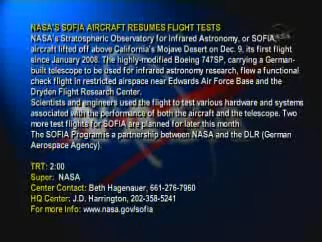 NASA'S SOFIA AIRCRAFT RESUMES FLIGHT TESTS
NASA's Stratospheric Observatory for Infrared Astronomy, or SOFIA,
aircraft lifted off above California's Mojave Desert on Dec. 9, its first flight
since January 2008. The highly-modified Boeing 747SP, carrying a German-
built telescope to be used for infrared astronomy research, flew a functional
check flight in restricted airspace near Edwards Air Force Base and the
Dryden Flight Research Center.
Scientists and engineers used the flight to test various hardware and systems
associated with the performance of both the aircraft and the telescope. Two
more test flights for SOFIA are planned for later this month.
The SOFIA Program is a partnership between NASA and the DLR (German
Aerospace Agency).
TRT: 2:00
Super: NASA
Center Contact: Beth Hagenauer, 661-276-7960
HQ Center: J.D. Harrington, 202-358-5241
For more Info: www.nasa.gov/sofia
NASA